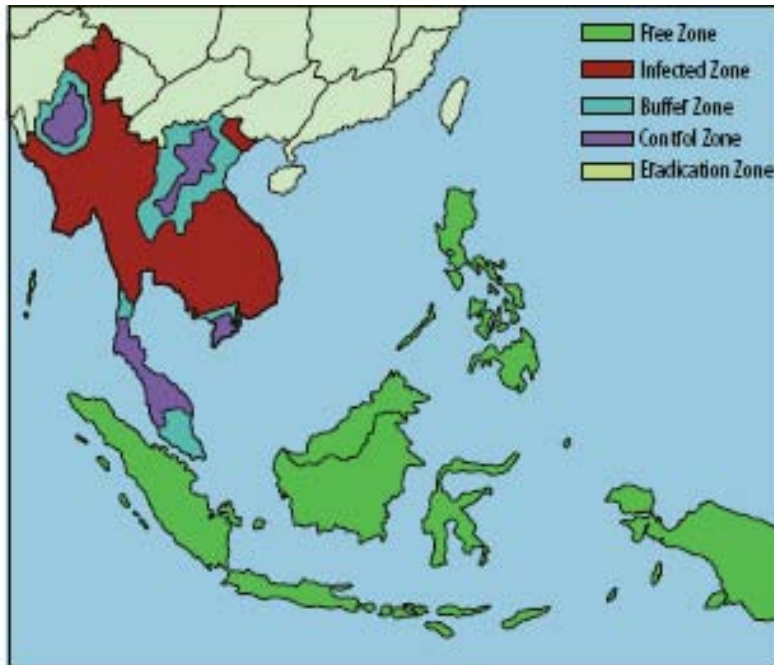 Free Zone
Infected Zone
Buffer Zone
Control Zone
Eradication Zone